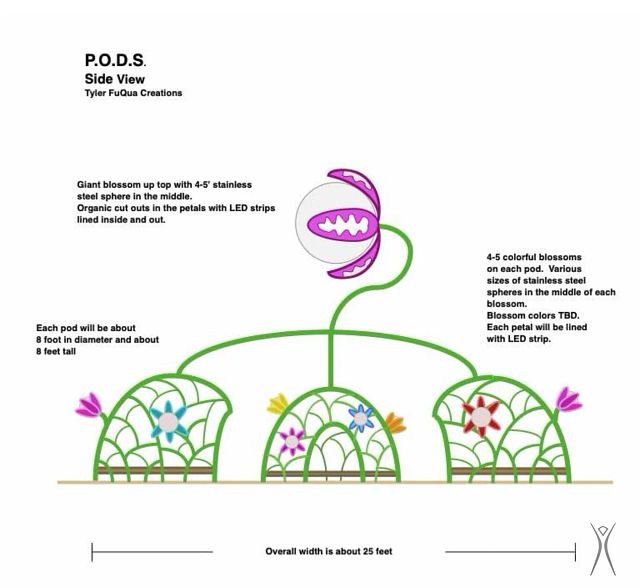 P.O.D.S.
Side View
Tyler FuQua Creations
Giant blossom up top with 4-5' stainless
steel sphere in the middle.
Organic cut outs in the petals with LED strips
lined inside and out.
4-5 colorful blossoms
on each pod. Various
sizes of stainless steel
spheres in the middle of each
blossom.
Blossom colors TBD.
Each petal will be lined
with LED strip.
Each pod will be about
8 foot in diameter and about
8 feet tall
Overall width is about 25 feet